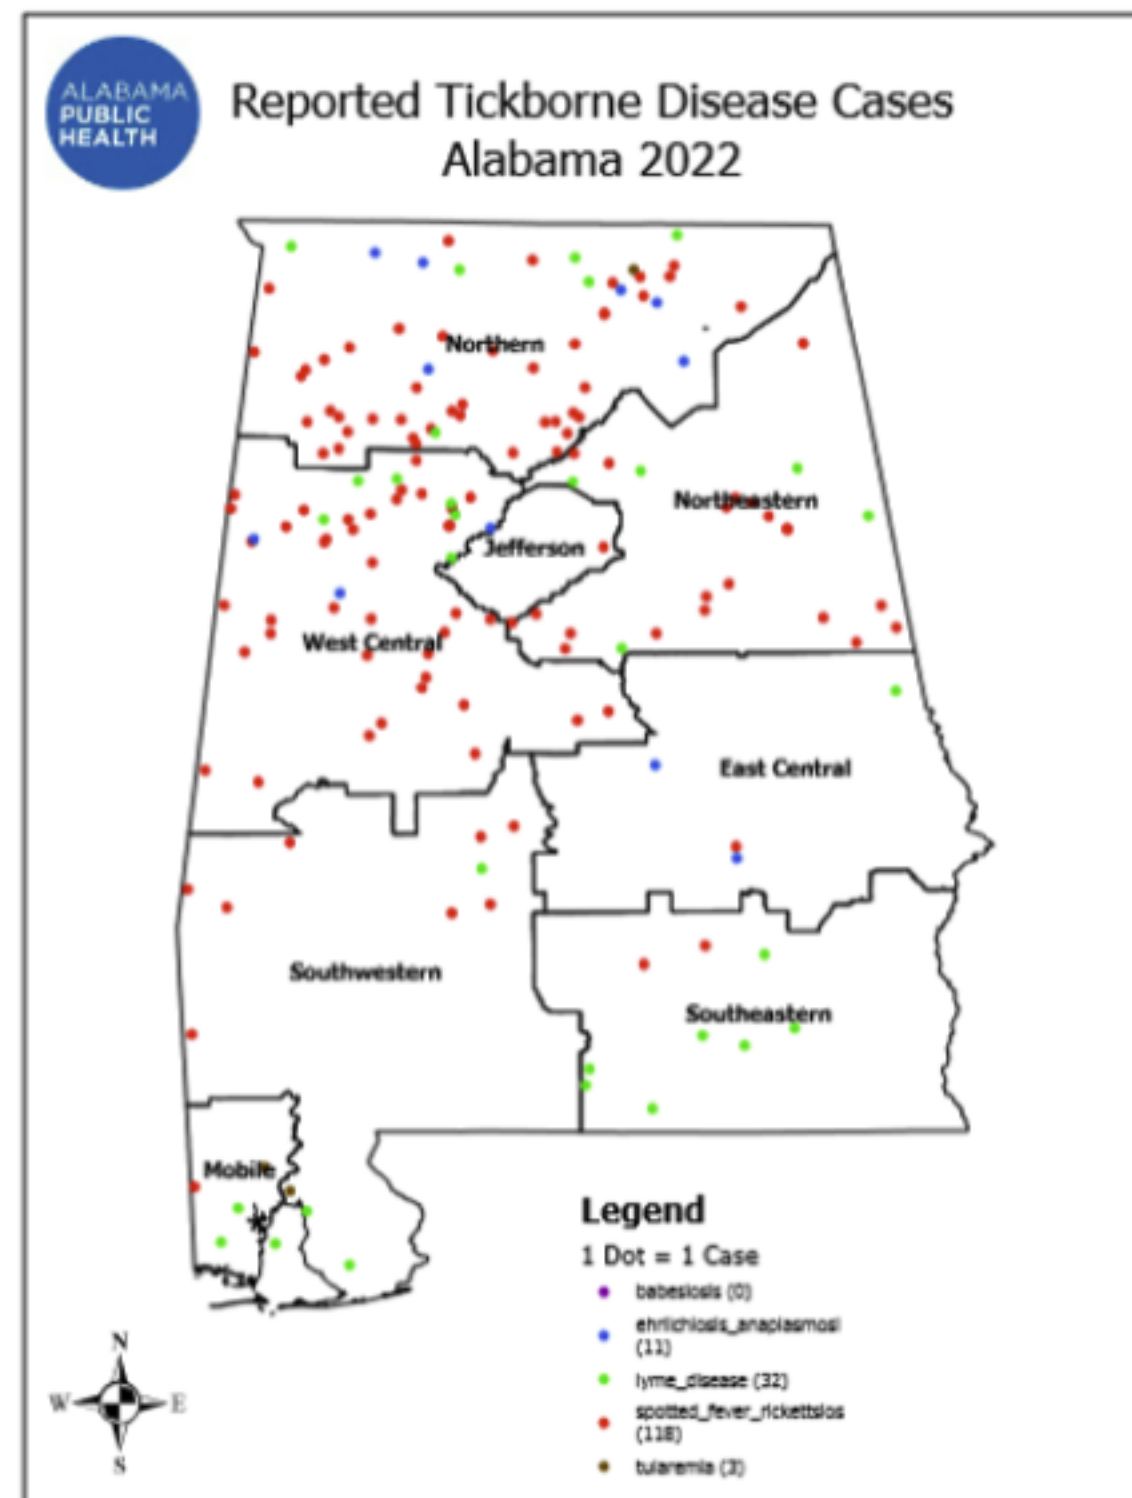 ALABAMA
PUBLIC
HEALTH
Reported Tickborne Disease Cases
Alabama 2022
Northern
Northeastern
Jefferson
West Central
East Central
Southwestern
Southeastern
Mobile
Legend
1 Dot = 1 Case
babesiosis (0)
ehrlichiosis_anaplasmosi
(11)
lyme_disease (32)
spotted_fever_rickettsios
(118)
tularemia (3)
N
W
E
S